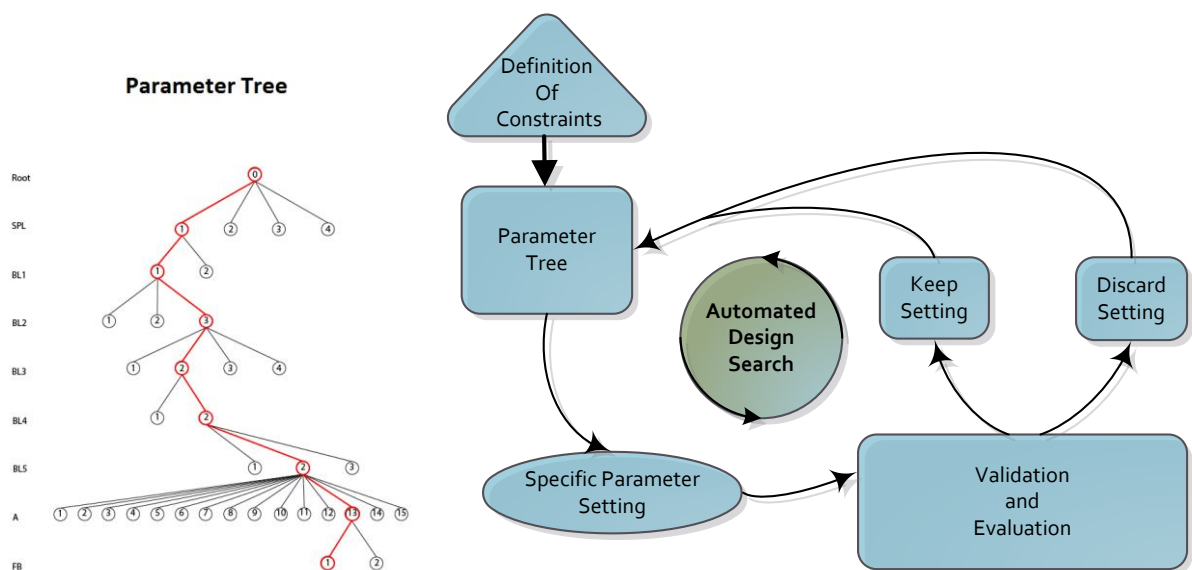 Parameter Tree
Root
0
SPL
1 2 3 4
BL1
1 2
BL2
1 2 3
BL3
1 2 3 4
BL4
1 2
BL5
1 2 3
A
1 2 3 4 5 6 7 8 9 10 11 12 13 14 15
FB
1 2
Definition
Of
Constraints
Parameter
Tree
Automated
Design
Search
Keep
Setting
Discard
Setting
Specific Parameter
Setting
Validation
and
Evaluation